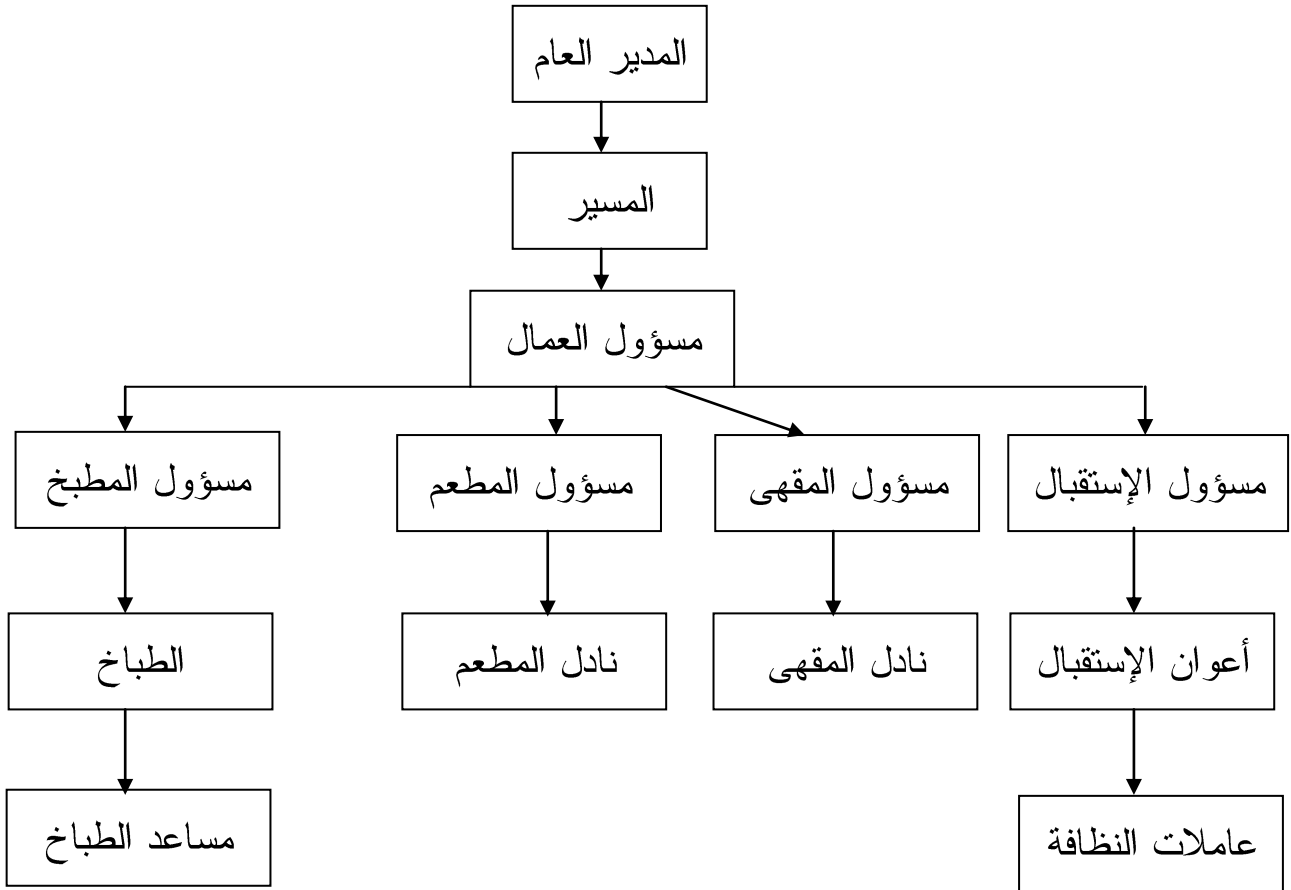 المدير العام
المسير
مسؤول العمال
مسؤول الإستقبال
مسؤول المقهى
مسؤول المطعم
مسؤول المطبخ
أعوان الإستقبال
نادل المقهى
نادل المطعم
الطباخ
عاملات النظافة
مساعد الطباخ